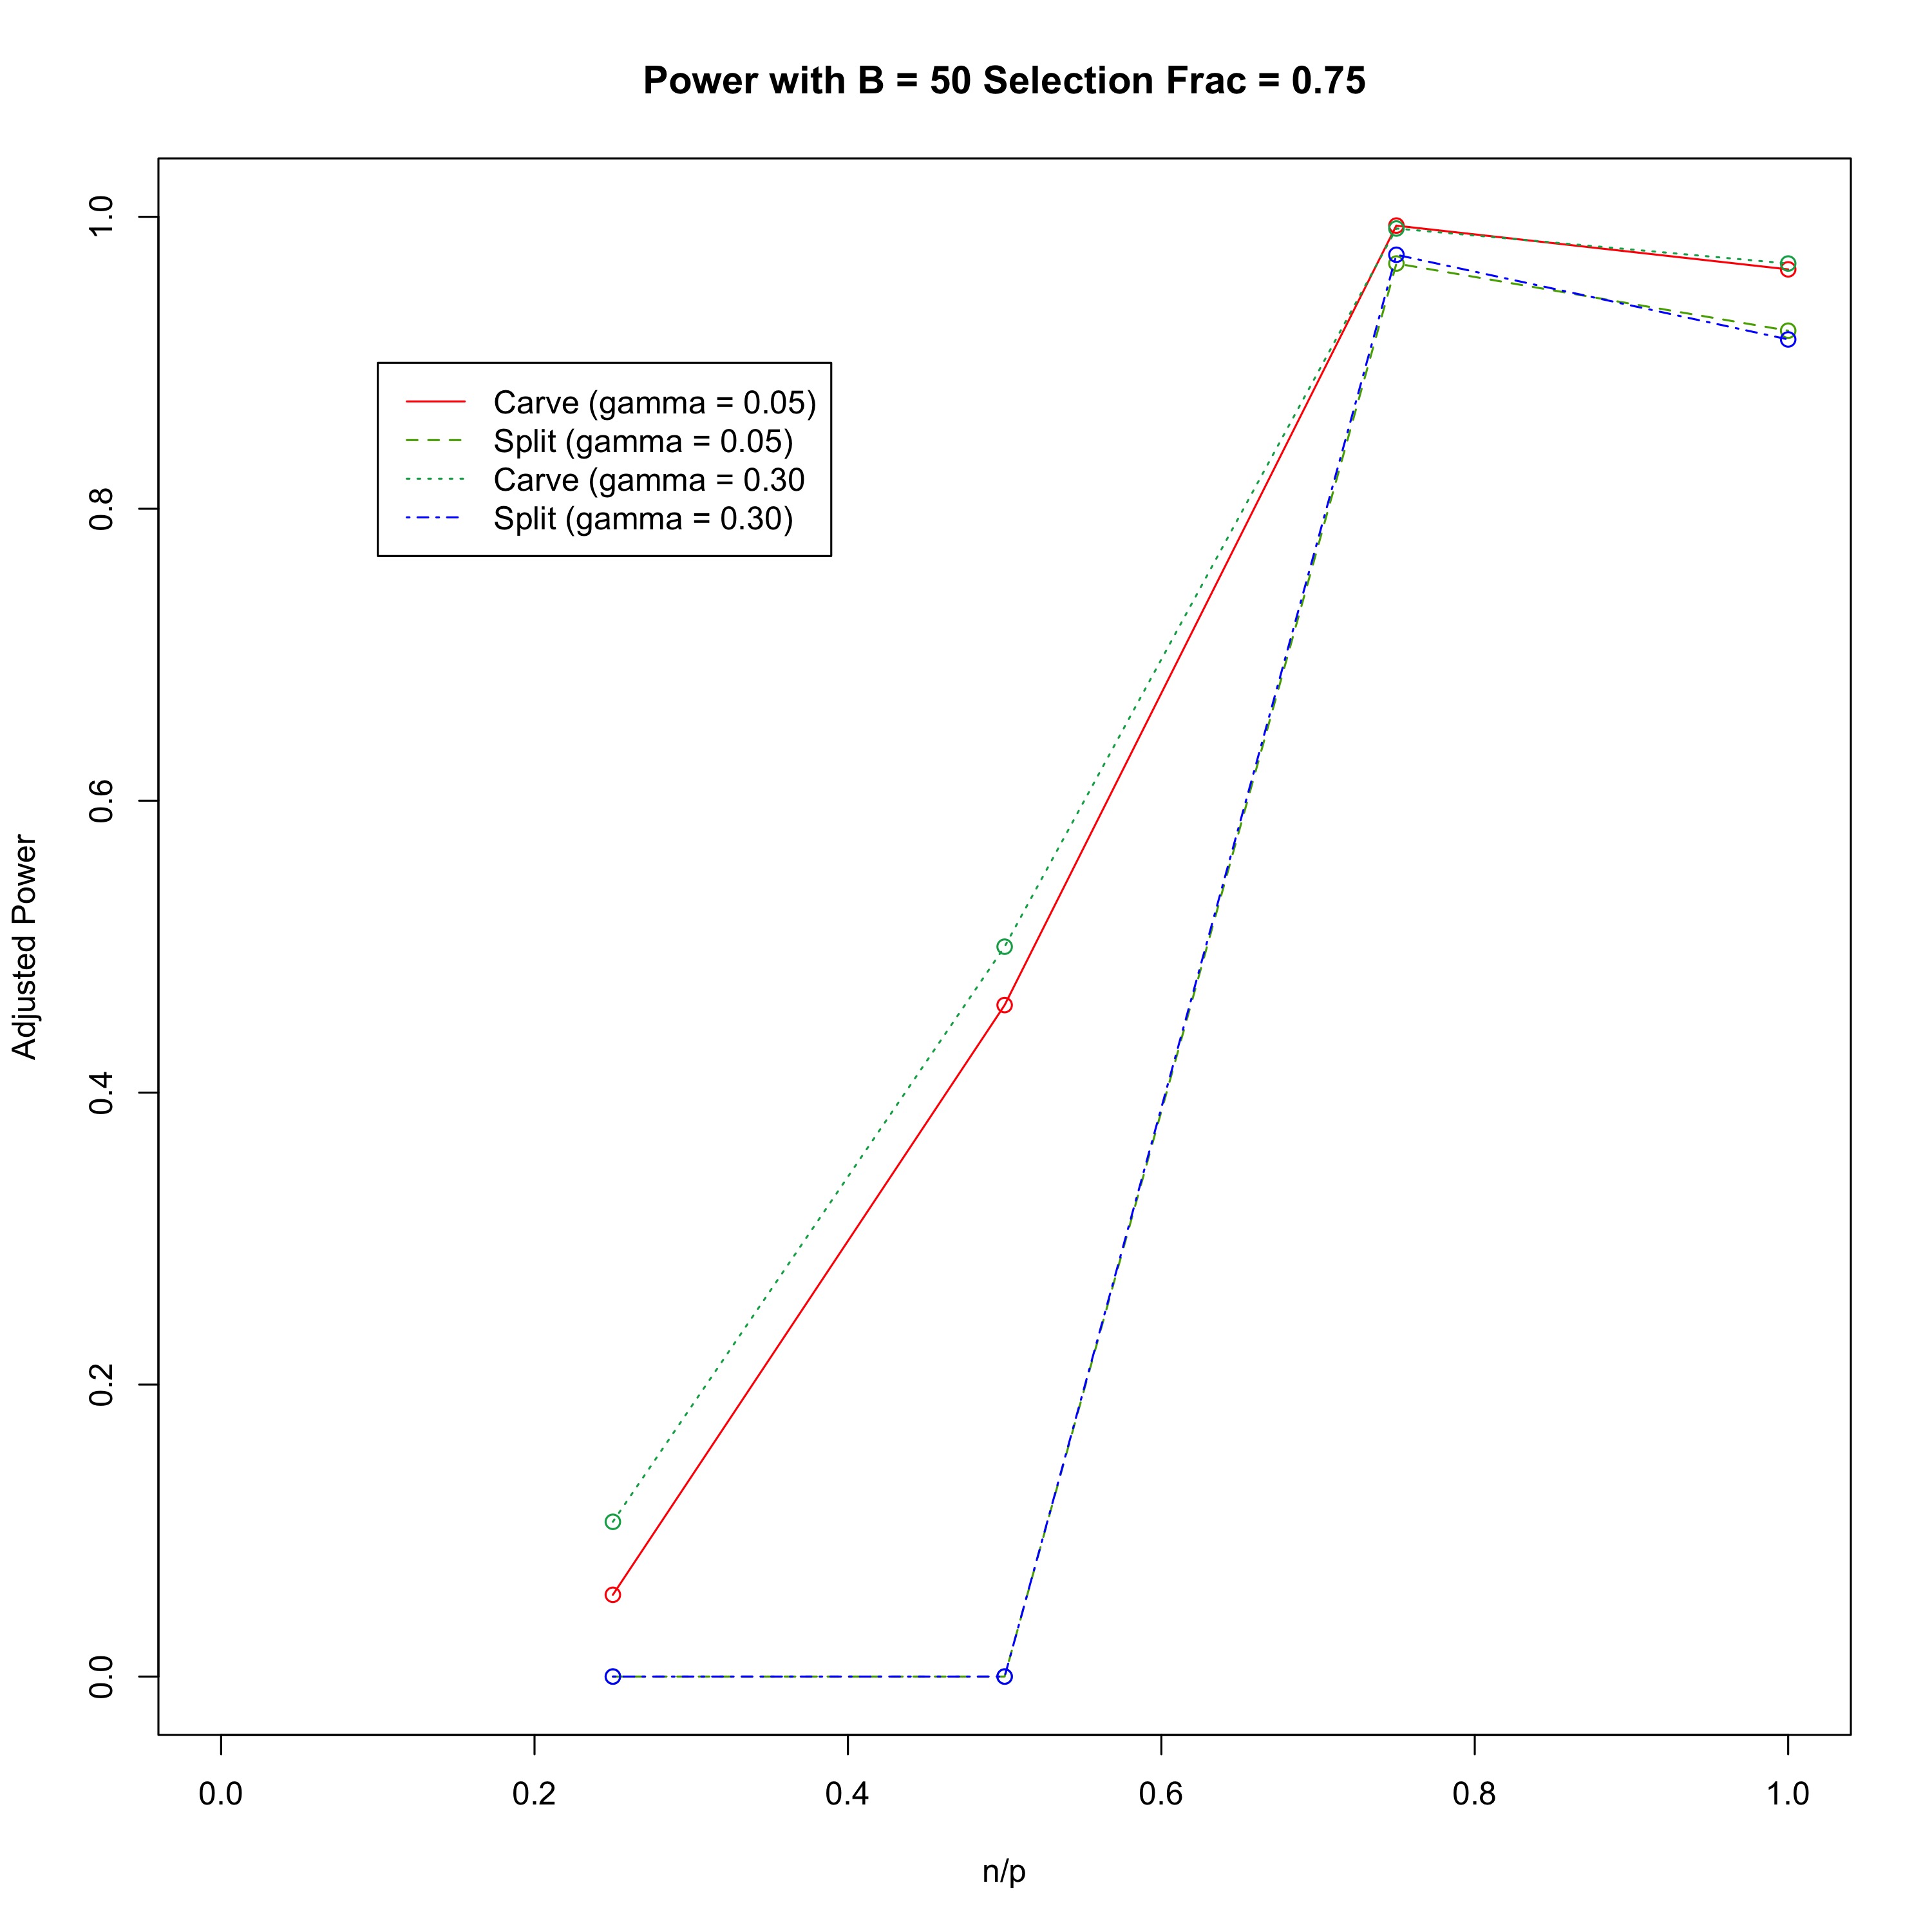 Power with B = 50 Selection Frac = 0.75
1.0
0.8
0.6
0.4
0.2
0.0
Adjusted Power
Carve (gamma = 0.05)
Split (gamma = 0.05)
Carve (gamma = 0.30
Split (gamma = 0.30)
0.0 0.2 0.4 0.6 0.8 1.0
n/p